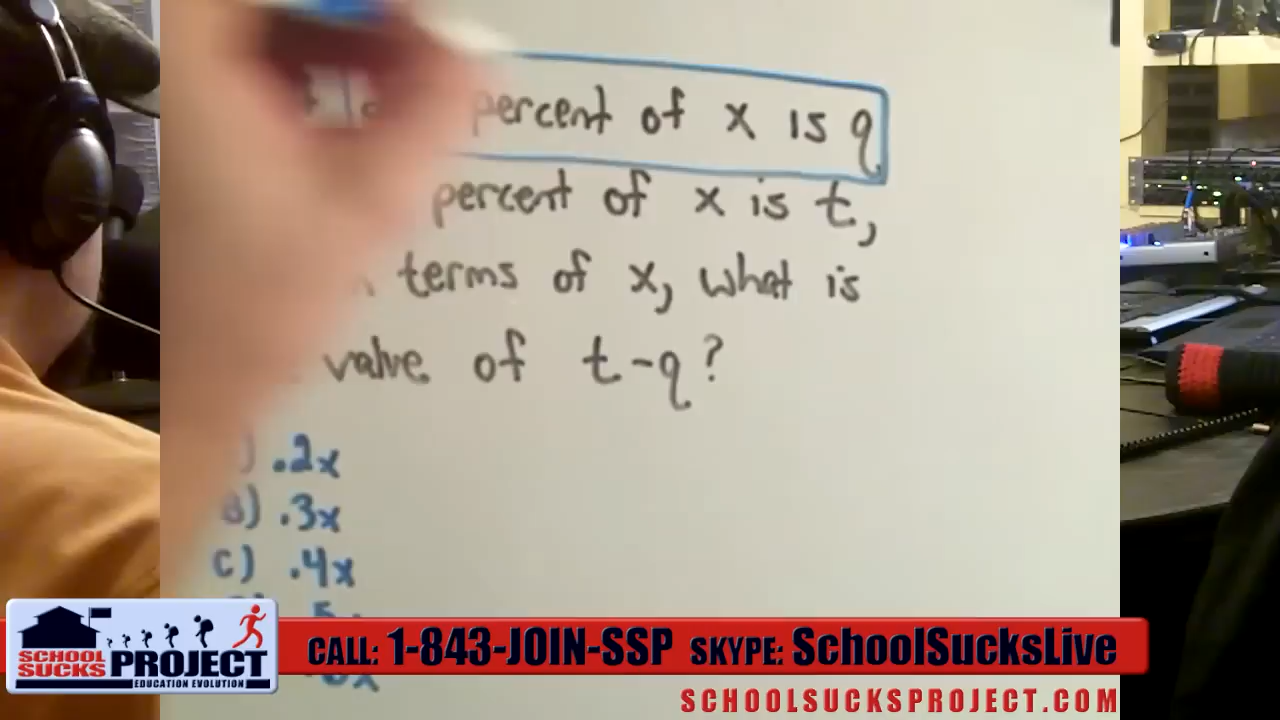 percent of x is q
percent of x is t,
terms of x, what is
value of t-q?
) .2x
B) .3x
C) .4x
SCHOOL SUCKS PROJECT
EDUCATION EVOLUTION
CALL: 1-843-JOIN-SSP SKYPE: SchoolSucksLive
SCHOOLSUCKSPROJECT.COM